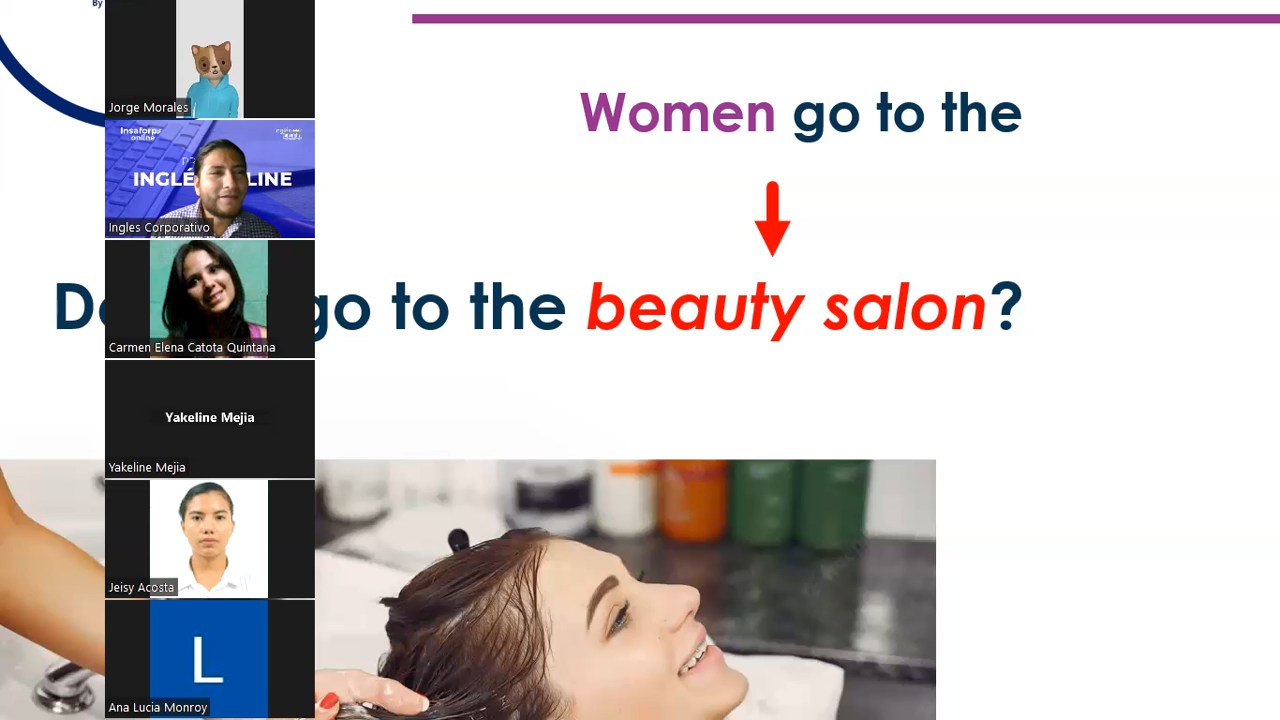 By
Women go to the
go to the beauty salon?
Jorge Morales
Insaforp
online
INGLÉ LINE
Ingles Corporativo
Carmen Elena Catota Quintana
Yakeline Mejia
Yakeline Mejia
Jeisy Acosta
L
Ana Lucia Monroy